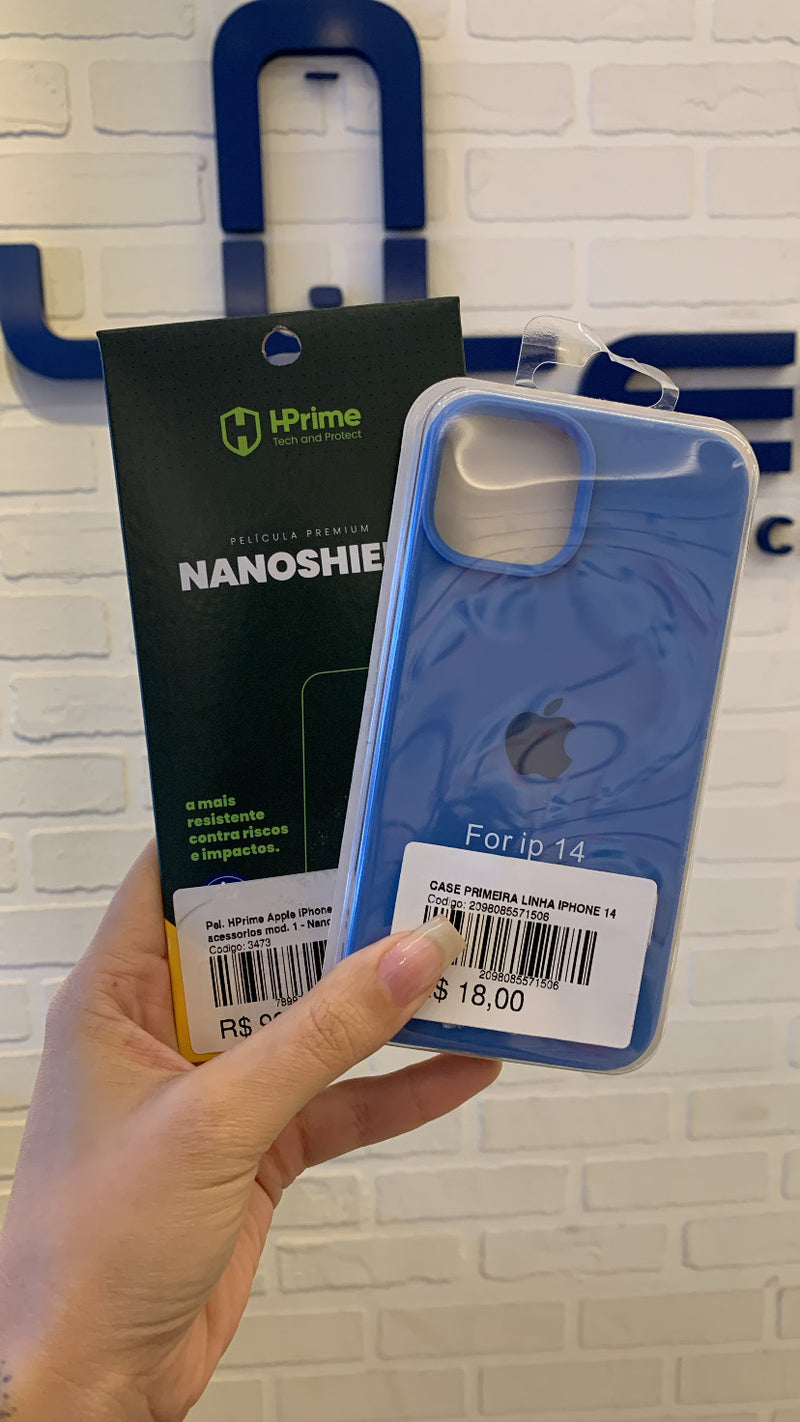 HPrime
Tech and Protect
PELÍCULA PREMIUM
NANOSHIE
a mais
resistente
contra riscos
e impactos.
Pel. HPrime Apple iPhone
acessorios mod. 1 - Nano
Codigo: 3473
R$
For ip 14
CASE PRIMEIRA LINHA IPHONE 14
Codigo: 2098085571506
2098085571506
$ 18,00